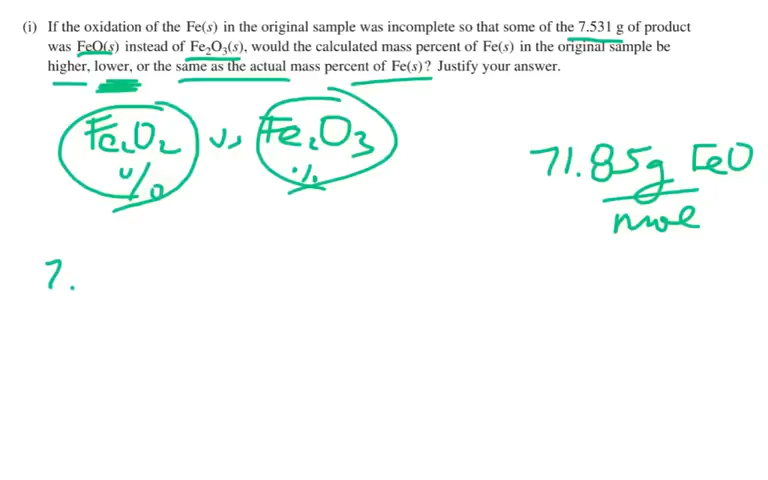 (i) If the oxidation of the Fe(s) in the original sample was incomplete so that some of the 7.531 g of product
was FeO(s) instead of Fe₂O₃(s), would the calculated mass percent of Fe(s) in the original sample be
higher, lower, or the same as the actual mass percent of Fe(s)? Justify your answer.
Fe₂O₂ vs Fe₂O₃
% %
71.85g FeO
mol
7.